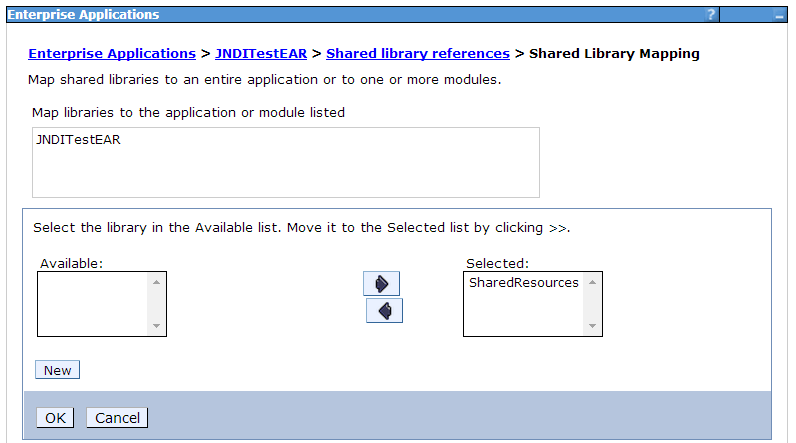 Enterprise Applications ?
Enterprise Applications > JNDITestEAR > Shared library references > Shared Library Mapping
Map shared libraries to an entire application or to one or more modules.
Map libraries to the application or module listed
JNDITestEAR
Select the library in the Available list. Move it to the Selected list by clicking >>.
Available: Selected:
SharedResources
New
OK Cancel